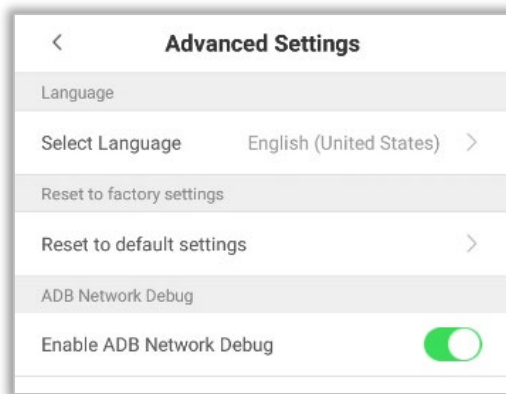 Advanced Settings
Language
Select Language English (United States)
Reset to factory settings
Reset to default settings
ADB Network Debug
Enable ADB Network Debug